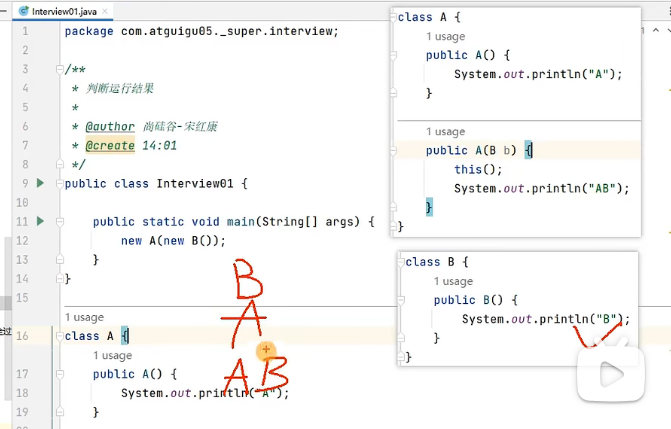 Interview01.java
1 package com.atguigu05._super.interview;
2
3 /**
4 * 判断运行结果
5 *
6 * @author 尚硅谷-宋红康
7 * @create 14:01
8 */
9 public class Interview01 {
10
11 public static void main(String[] args) {
12 new A(new B());
13 }
14 }
15
1 usage
16 class A {
1 usage
17 public A() {
18 System.out.println("A");
19 }
class A {
1 usage
public A() {
System.out.println("A");
}
1 usage
public A(B b) {
this();
System.out.println("AB");
}
}
class B {
1 usage
public B() {
System.out.println("B");
}
}
B
A
AB